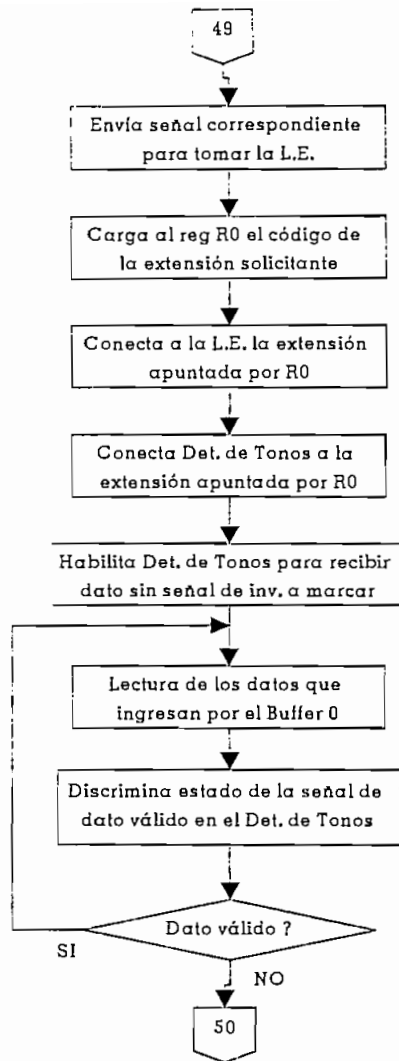 49
Envía señal correspondiente
para tomar la L.E.
Carga al reg R0 el código de
la extensión solicitante
Conecta a la L.E. la extensión
apuntada por R0
Conecta Det. de Tonos a la
extensión apuntada por R0
Habilita Det. de Tonos para recibir
dato sin señal de inv. a marcar
Lectura de los datos que
ingresan por el Buffer 0
Discrimina estado de la señal de
dato válido en el Det. de Tonos
Dato válido ?
SI
NO
50